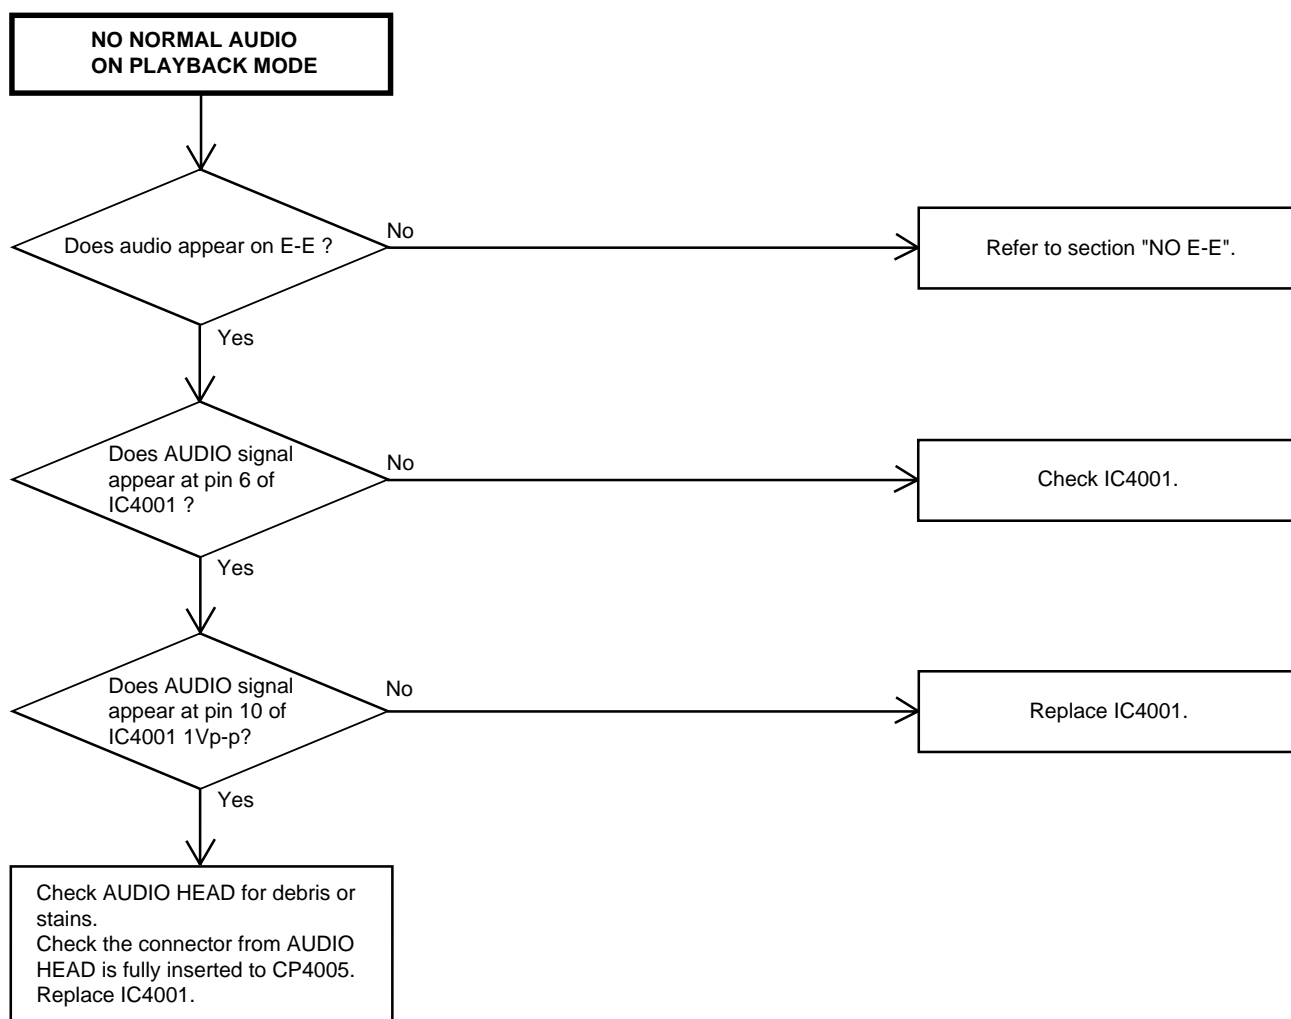 NO NORMAL AUDIO
ON PLAYBACK MODE
Does audio appear on E-E ?
No
Refer to section "NO E-E".
Yes
Does AUDIO signal
appear at pin 6 of
IC4001 ?
No
Check IC4001.
Yes
Does AUDIO signal
appear at pin 10 of
IC4001 1Vp-p?
No
Replace IC4001.
Yes
Check AUDIO HEAD for debris or
stains.
Check the connector from AUDIO
HEAD is fully inserted to CP4005.
Replace IC4001.